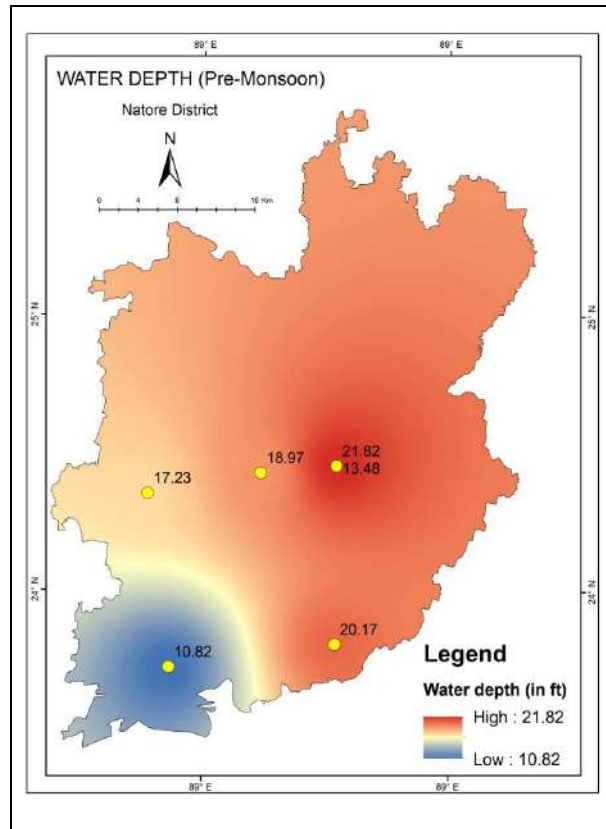 89° E 89° E
WATER DEPTH (Pre-Monsoon)
Natore District
N
0 4 8 16 Km
25° N 25° N
21.82
18.97
13.48
17.23
24° N 24° N
20.17
10.82
Legend
Water depth (in ft)
High : 21.82
Low : 10.82
89° E 89° E